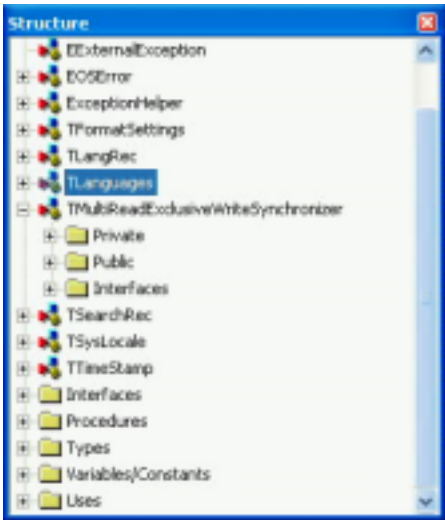 Structure
EExternalException
EOSError
ExceptionHelper
TFormatSettings
TLangRec
TLanguages
TMultiReadExclusiveWriteSynchronizer
Private
Public
Interfaces
TSearchRec
TSysLocale
TTimeStamp
Interfaces
Procedures
Types
Variables/Constants
Uses